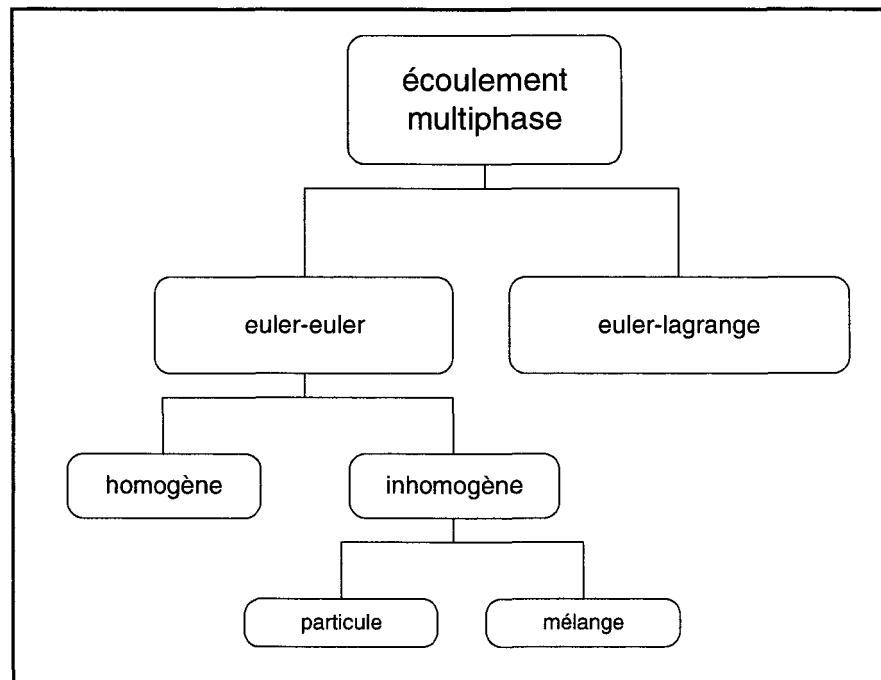 écoulement
multiphase
euler-euler
euler-lagrange
homogène
inhomogène
particule
mélange